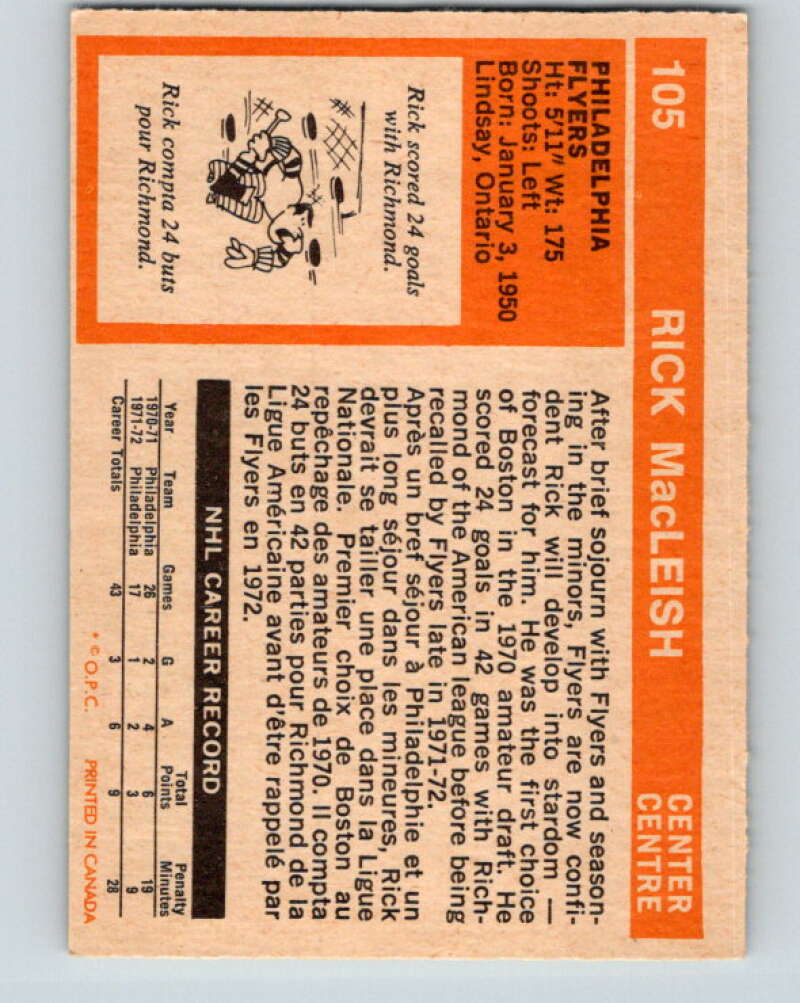 105 RICK MacLEISH CENTER
CENTRE
PHILADELPHIA
FLYERS
Ht: 5'11" Wt: 175
Shoots: Left
Born: January 3, 1950
Lindsay, Ontario
Rick scored 24 goals
with Richmond.
Rick compta 24 buts
pour Richmond.
After brief sojourn with Flyers and season-
ing in the minors, Flyers are now confi-
dent Rick will develop into stardom —
forecast for him. He was the first choice
of Boston in the 1970 amateur draft. He
scored 24 goals in 42 games with Rich-
mond of the American league before being
recalled by Flyers late in 1971-72.
Après un bref séjour à Philadelphie et un
plus long séjour dans les mineures, Rick
devrait se tailler une place dans la Ligue
Nationale. Premier choix de Boston au
repêchage des amateurs de 1970. Il compta
24 buts en 42 parties pour Richmond de la
Ligue Américaine avant d'être rappelé par
les Flyers en 1972.
NHL CAREER RECORD
Year Team Games G A Total Points Penalty Minutes
1970-71 Philadelphia 26 2 4 6 19
1971-72 Philadelphia 17 1 2 3 9
Career Totals 43 3 6 9 28
* © O.P.C. PRINTED IN CANADA